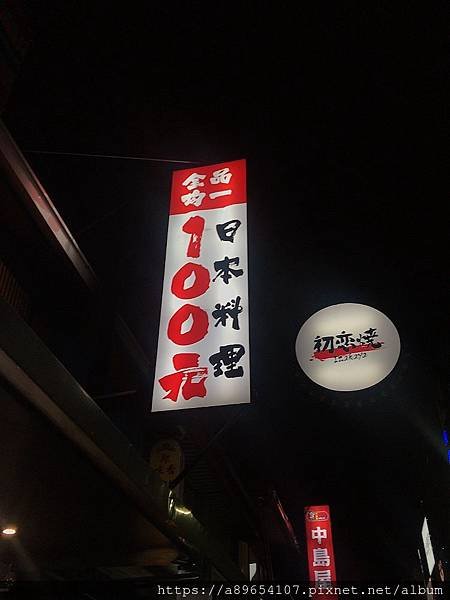 全品
均一
100元
日本料理
初恋焼
中島屋
https://a89654107.pixnet.net/album